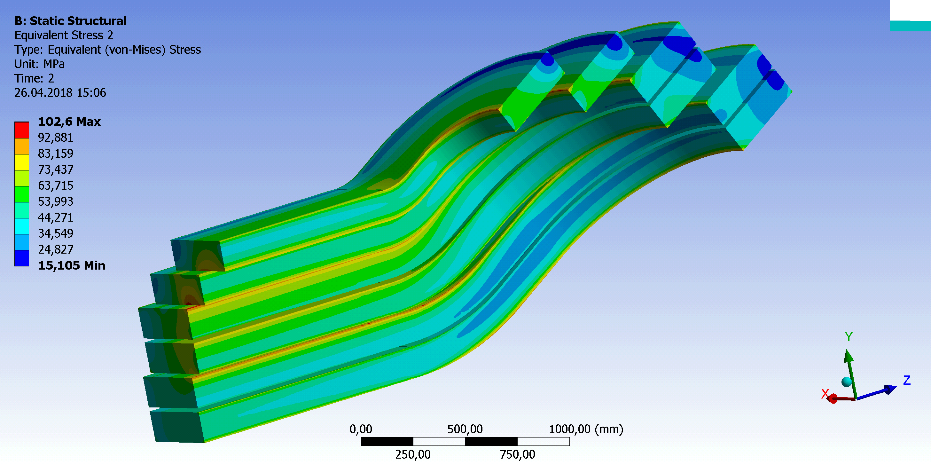 B: Static Structural
Equivalent Stress 2
Type: Equivalent (von-Mises) Stress
Unit: MPa
Time: 2
26.04.2018 15:06
102,6 Max
92,881
83,159
73,437
63,715
53,993
44,271
34,549
24,827
15,105 Min
0,00 500,00 1000,00 (mm)
250,00 750,00
Y
Z
X